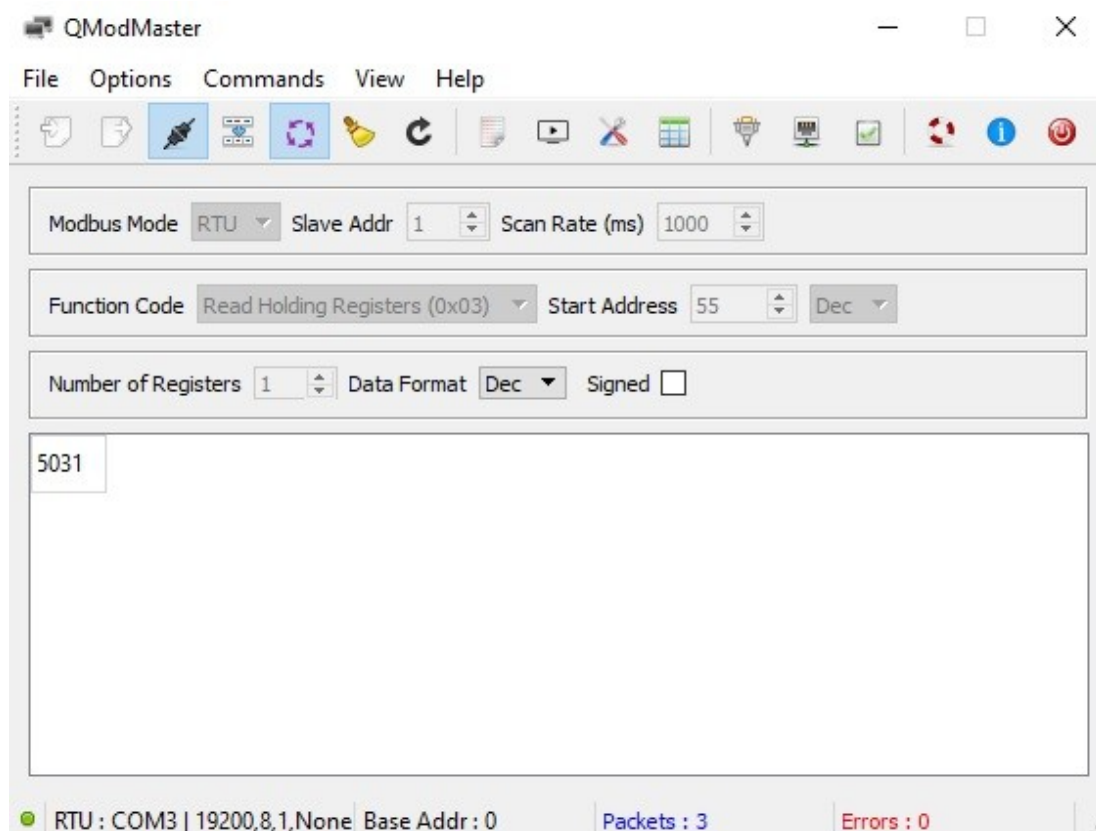 QModMaster
File Options Commands View Help
Modbus Mode RTU Slave Addr 1 Scan Rate (ms) 1000
Function Code Read Holding Registers (0x03) Start Address 55 Dec
Number of Registers 1 Data Format Dec Signed
5031
RTU : COM3 | 19200,8,1,None Base Addr : 0 Packets : 3 Errors : 0